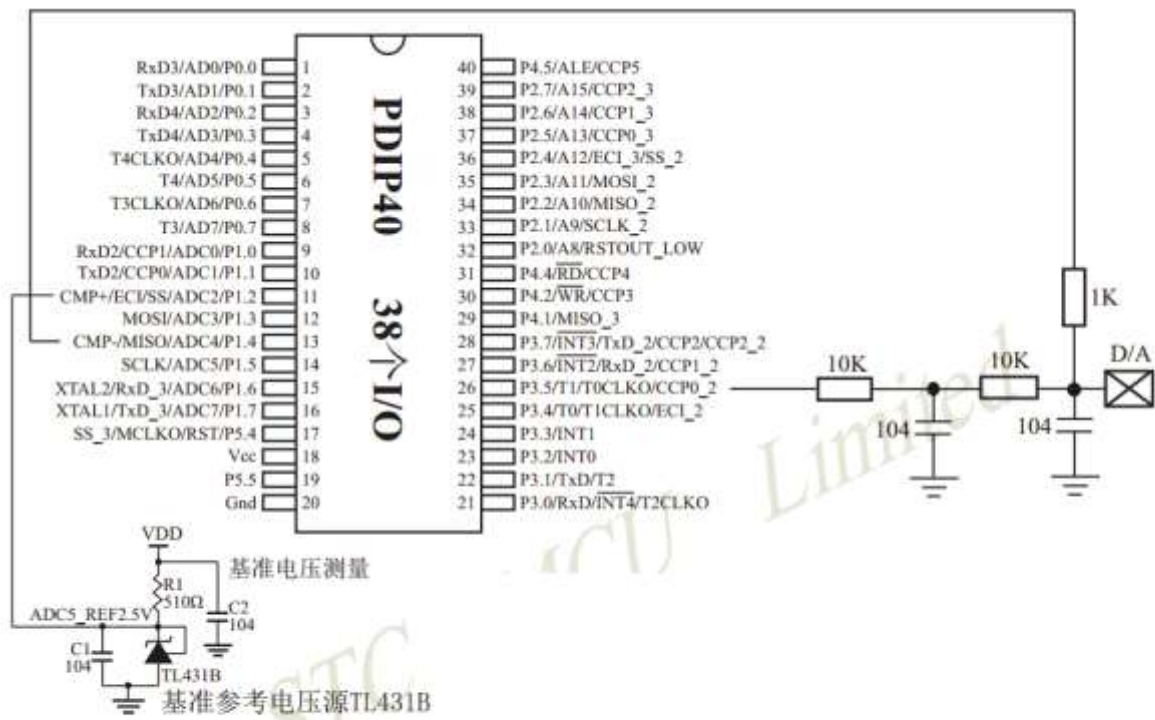 RxD3/AD0/P0.0 1
TxD3/AD1/P0.1 2
RxD4/AD2/P0.2 3
TxD4/AD3/P0.3 4
T4CLKO/AD4/P0.4 5
T4/AD5/P0.5 6
T3CLKO/AD6/P0.6 7
T3/AD7/P0.7 8
RxD2/CCP1/ADC0/P1.0 9
TxD2/CCP0/ADC1/P1.1 10
CMP+/ECI/SS/ADC2/P1.2 11
MOSI/ADC3/P1.3 12
CMP-/MISO/ADC4/P1.4 13
SCLK/ADC5/P1.5 14
XTAL2/RxD_3/ADC6/P1.6 15
XTAL1/TxD_3/ADC7/P1.7 16
SS_3/MCLKO/RST/P5.4 17
Vcc 18
P5.5 19
Gnd 20
PDIP40 38个I/O
40 P4.5/ALE/CCP5
39 P2.7/A15/CCP2_3
38 P2.6/A14/CCP1_3
37 P2.5/A13/CCP0_3
36 P2.4/A12/ECI_3/SS_2
35 P2.3/A11/MOSI_2
34 P2.2/A10/MISO_2
33 P2.1/A9/SCLK_2
32 P2.0/A8/RSTOUT_LOW
31 P4.4/RD/CCP4
30 P4.2/WR/CCP3
29 P4.1/MISO_3
28 P3.7/INT3/TxD_2/CCP2/CCP2_2
27 P3.6/INT2/RxD_2/CCP1_2
26 P3.5/T1/T0CLKO/CCP0_2
25 P3.4/T0/T1CLKO/ECI_2
24 P3.3/INT1
23 P3.2/INT0
22 P3.1/TxD/T2
21 P3.0/RxD/INT4/T2CLKO
1K
D/A
10K
10K
104
104
VDD
基准电压测量
R1
510Ω
ADC5_REF2.5V
C2
104
C1
104
TL431B
基准参考电压源TL431B
STC MCU Limited